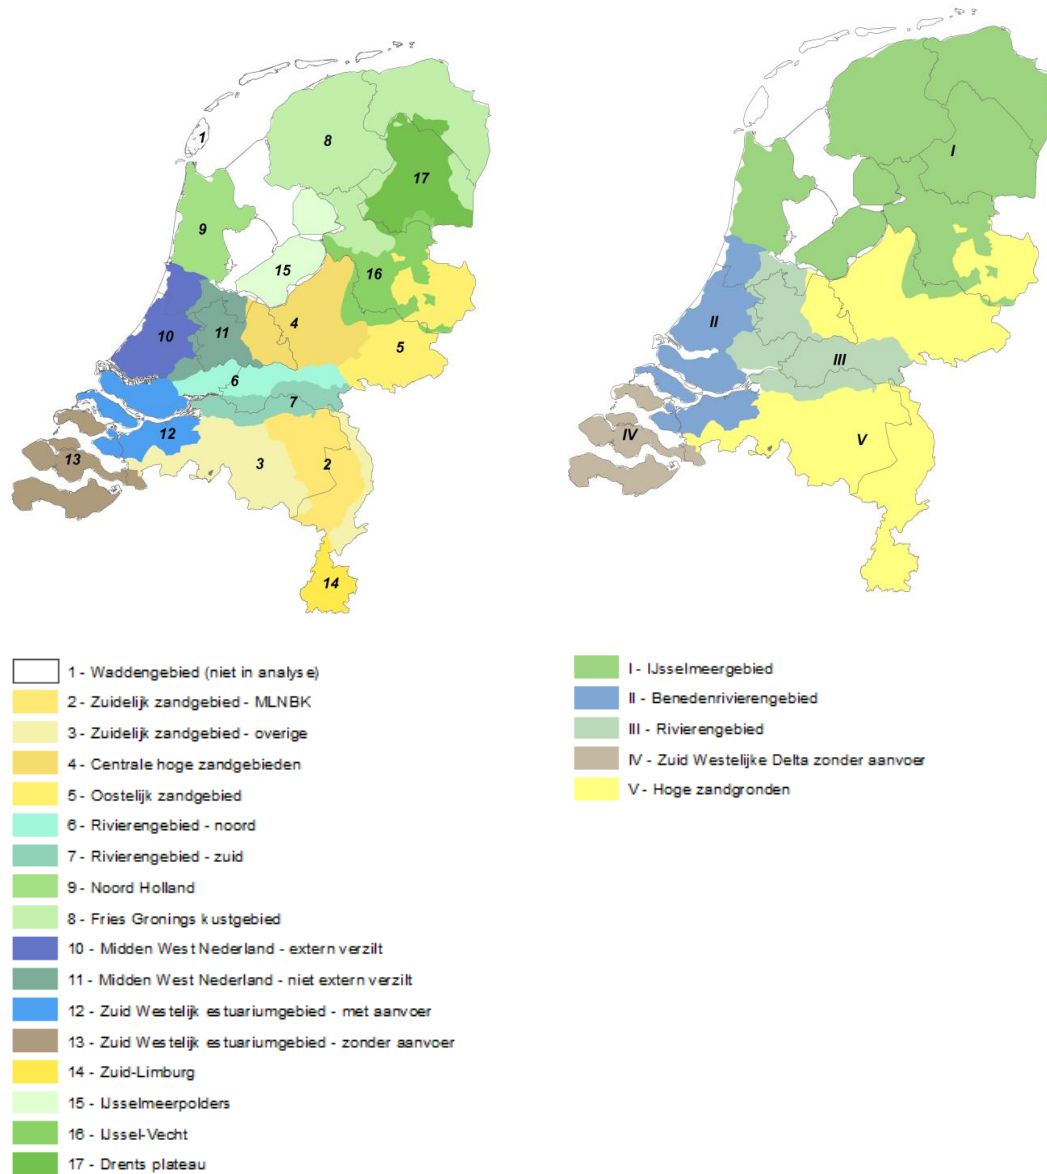 1
8
17
9
15
16
10
11
4
5
6
7
12
3
2
13
14
I
II
III
IV
V
1 - Waddengebied (niet in analyse)
2 - Zuidelijk zandgebied - MLNBK
3 - Zuidelijk zandgebied - overige
4 - Centrale hoge zandgebieden
5 - Oostelijk zandgebied
6 - Rivierengebied - noord
7 - Rivierengebied - zuid
9 - Noord Holland
8 - Fries Gronings kustgebied
10 - Midden West Nederland - extern verzilt
11 - Midden West Nederland - niet extern verzilt
12 - Zuid Westelijk estuariumgebied - met aanvoer
13 - Zuid Westelijk estuariumgebied - zonder aanvoer
14 - Zuid-Limburg
15 - IJsselmeerpolders
16 - IJssel-Vecht
17 - Drents plateau
I - IJsselmeergebied
II - Benedenrivierengebied
III - Rivierengebied
IV - Zuid Westelijke Delta zonder aanvoer
V - Hoge zandgronden